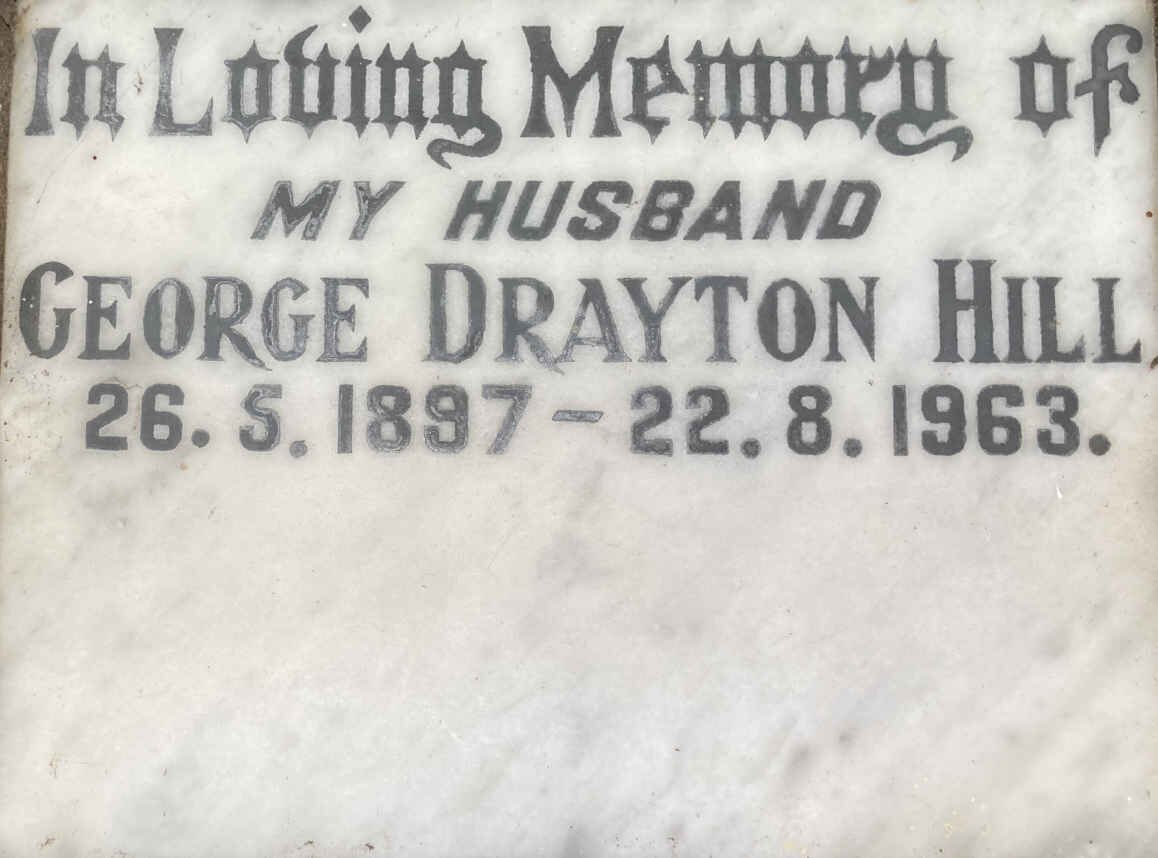 In Loving Memory of
MY HUSBAND
GEORGE DRAYTON HILL
26. 5. 1897 - 22. 8. 1963.